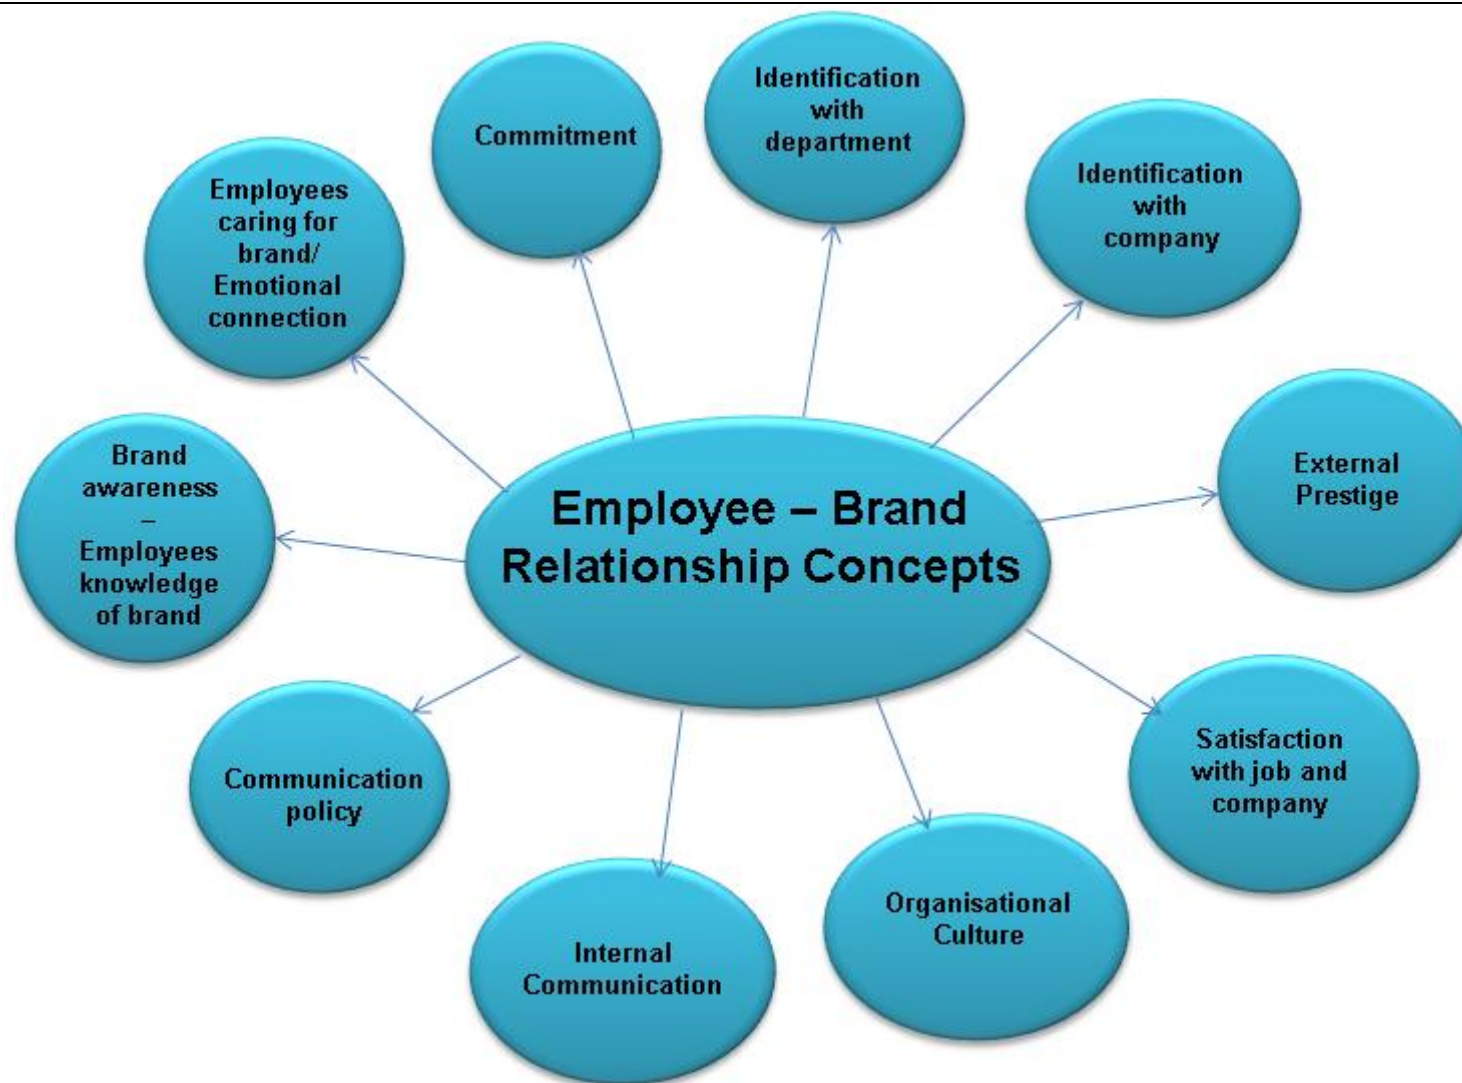 Identification
with
department
Commitment
Identification
with
company
Employees
caring for
brand/
Emotional
connection
External
Prestige
Brand
awareness
–
Employees
knowledge
of brand
Employee – Brand
Relationship Concepts
Satisfaction
with job and
company
Communication
policy
Organisational
Culture
Internal
Communication